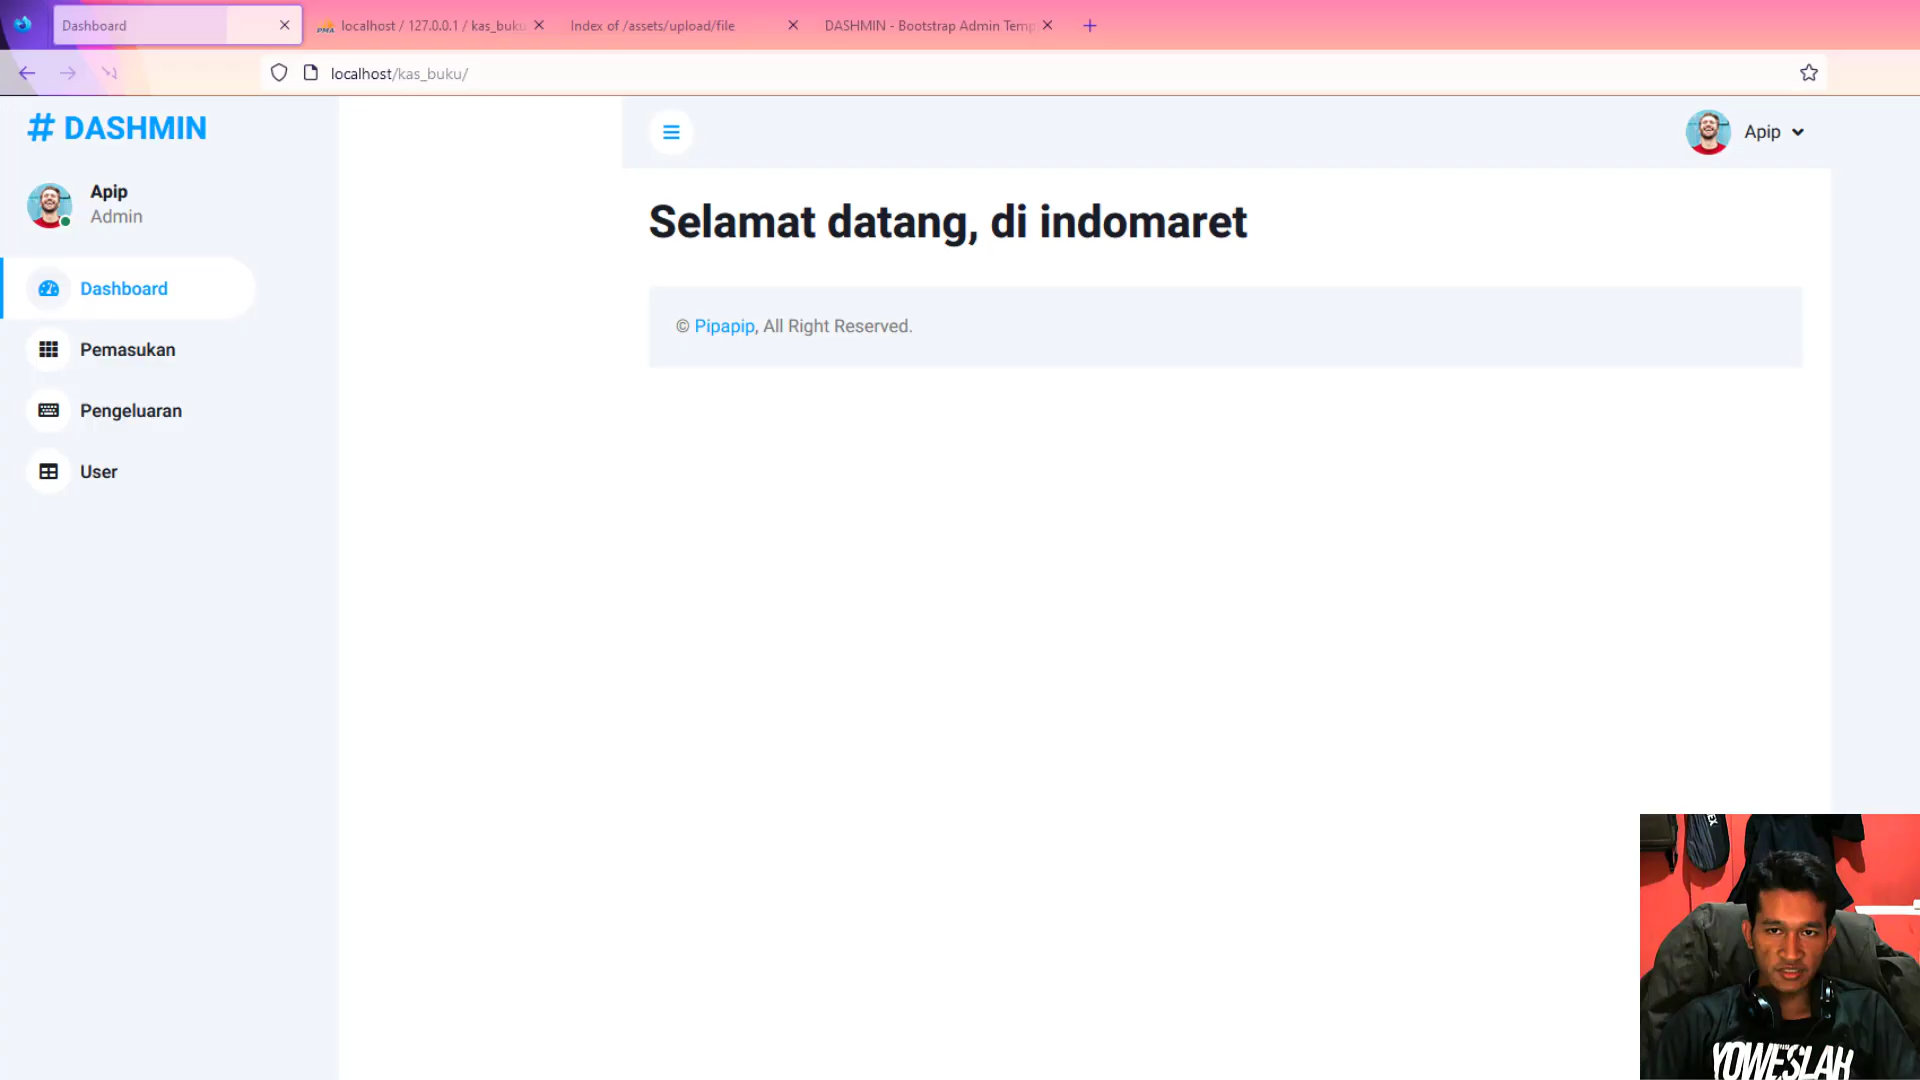 Dashboard
localhost / 127.0.0.1 / kas_buku
Index of /assets/upload/file
DASHMIN - Bootstrap Admin Temp
localhost/kas_buku/
# DASHMIN
Apip
Admin
Dashboard
Pemasukan
Pengeluaran
User
Apip
Selamat datang, di indomaret
© Pipapip, All Right Reserved.
YOWESLAH